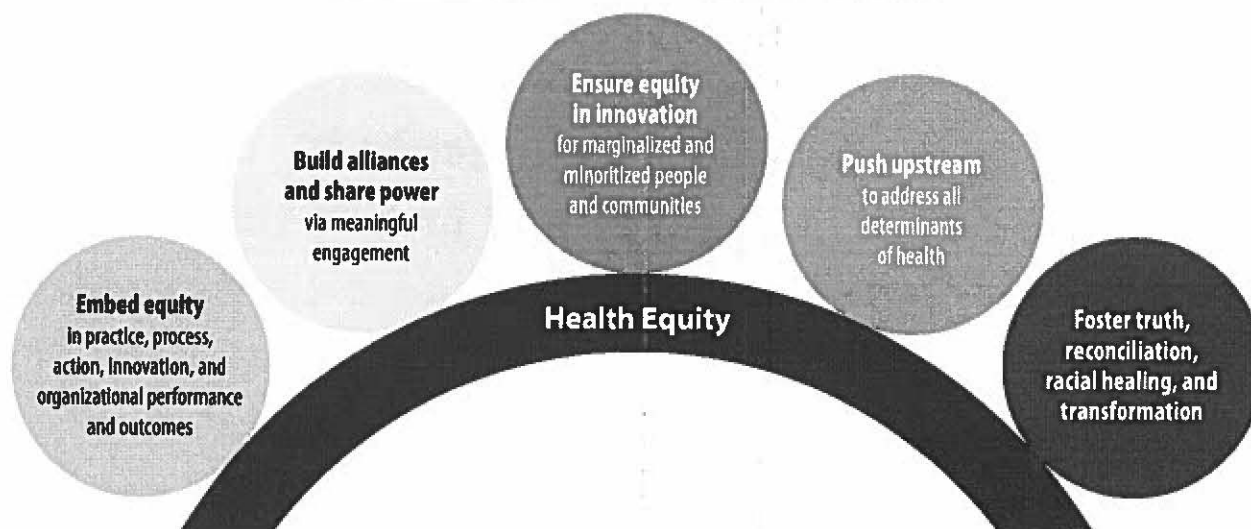 Embed equity
in practice, process,
action, innovation, and
organizational performance
and outcomes
Build alliances
and share power
via meaningful
engagement
Ensure equity
in innovation
for marginalized and
minoritized people
and communities
Push upstream
to address all
determinants
of health
Foster truth,
reconciliation,
racial healing, and
transformation
Health Equity